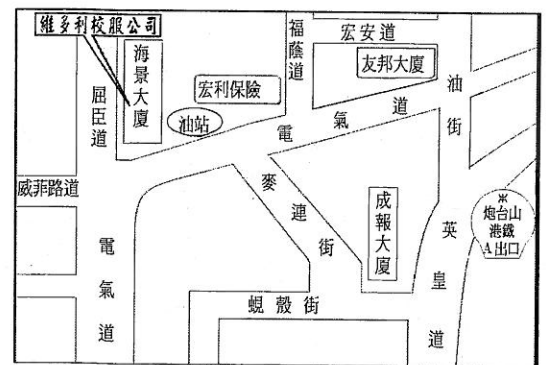 維多利校服公司
海景大廈
屈臣道
宏利保險
油站
福蔭道
宏安道
友邦大廈
油街
電氣道
威菲路道
麥連街
成報大廈
英皇道
炮台山
港鐵
A出口
電氣道
蜆殼街